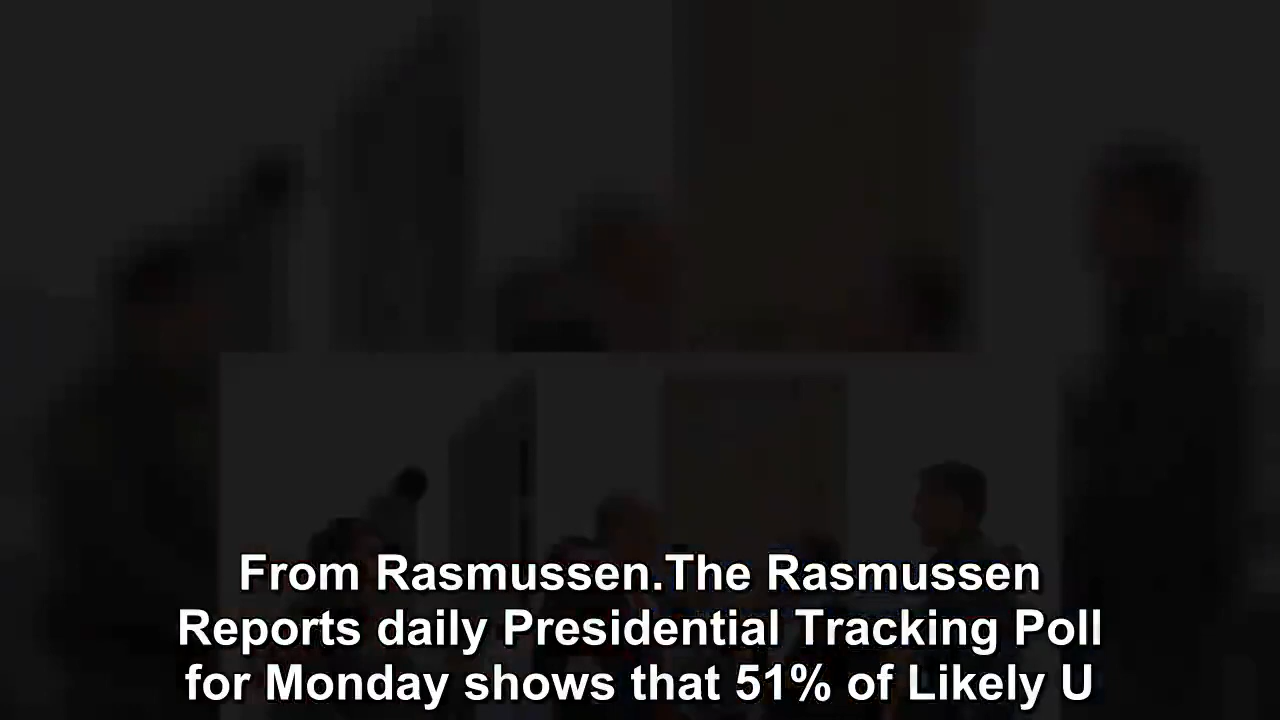 From Rasmussen.The Rasmussen
Reports daily Presidential Tracking Poll
for Monday shows that 51% of Likely U